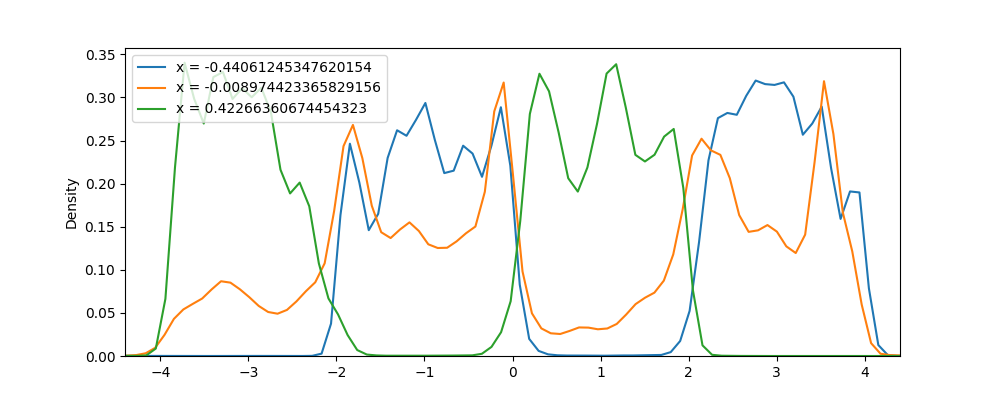 x = -0.44061245347620154
x = -0.008974423365829156
x = 0.42266360674454323
Density
0.35
0.30
0.25
0.20
0.15
0.10
0.05
0.00
−4 −3 −2 −1 0 1 2 3 4